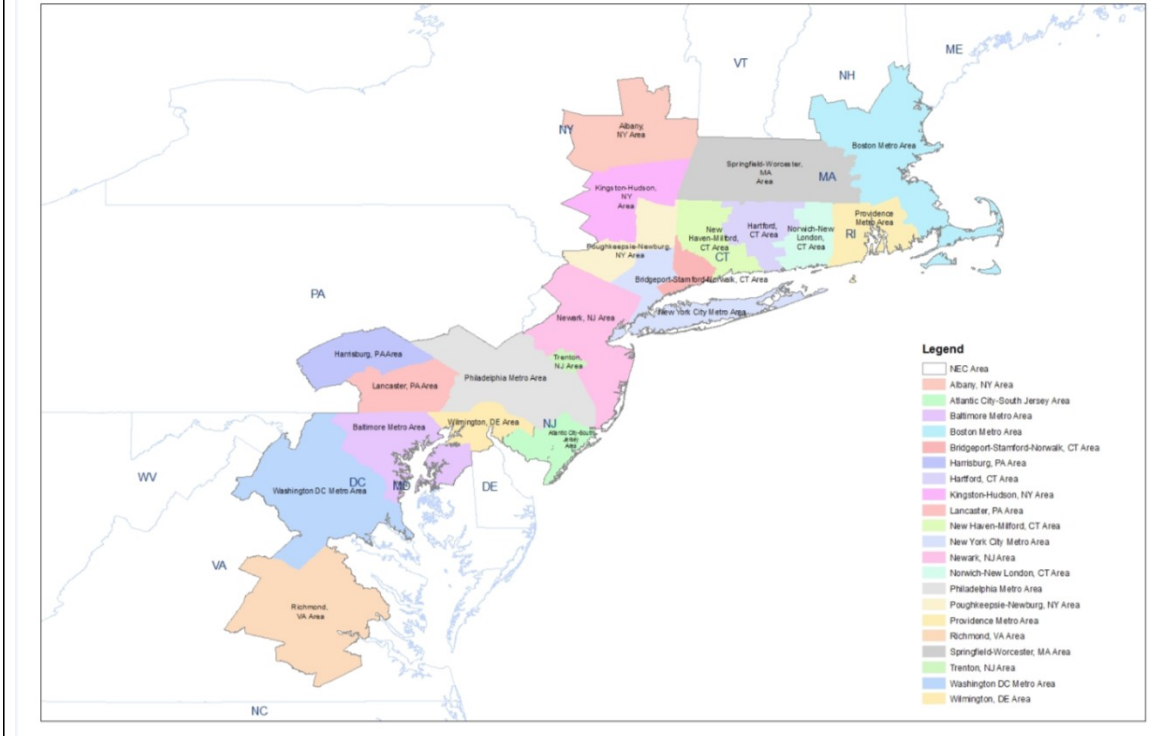 ME
VT
NH
NY
Albany,
NY Area
Boston Metro Area
Springfield-Worcester,
MA
Area
MA
Kingston-Hudson,
NY
Area
Providence
Metro Area
RI
New
Haven-Milford,
CT Area
Hartford,
CT Area
Norwich-New
London,
CT Area
CT
Poughkeepsie-Newburg,
NY Area
Bridgeport-Stamford-Norwalk, CT Area
PA
New York City Metro Area
Newark, NJ Area
Harrisburg, PA Area
Trenton,
NJ Area
Lancaster, PA Area
Philadelphia Metro Area
Baltimore Metro Area
Wilmington, DE Area
NJ
Atlantic City-South
Jersey
Area
WV
DC
MD
DE
Washington DC Metro Area
VA
Richmond,
VA Area
NC
Legend
NEC Area
Albany, NY Area
Atlantic City-South Jersey Area
Baltimore Metro Area
Boston Metro Area
Bridgeport-Stamford-Norwalk, CT Area
Harrisburg, PA Area
Hartford, CT Area
Kingston-Hudson, NY Area
Lancaster, PA Area
New Haven-Milford, CT Area
New York City Metro Area
Newark, NJ Area
Norwich-New London, CT Area
Philadelphia Metro Area
Poughkeepsie-Newburg, NY Area
Providence Metro Area
Richmond, VA Area
Springfield-Worcester, MA Area
Trenton, NJ Area
Washington DC Metro Area
Wilmington, DE Area